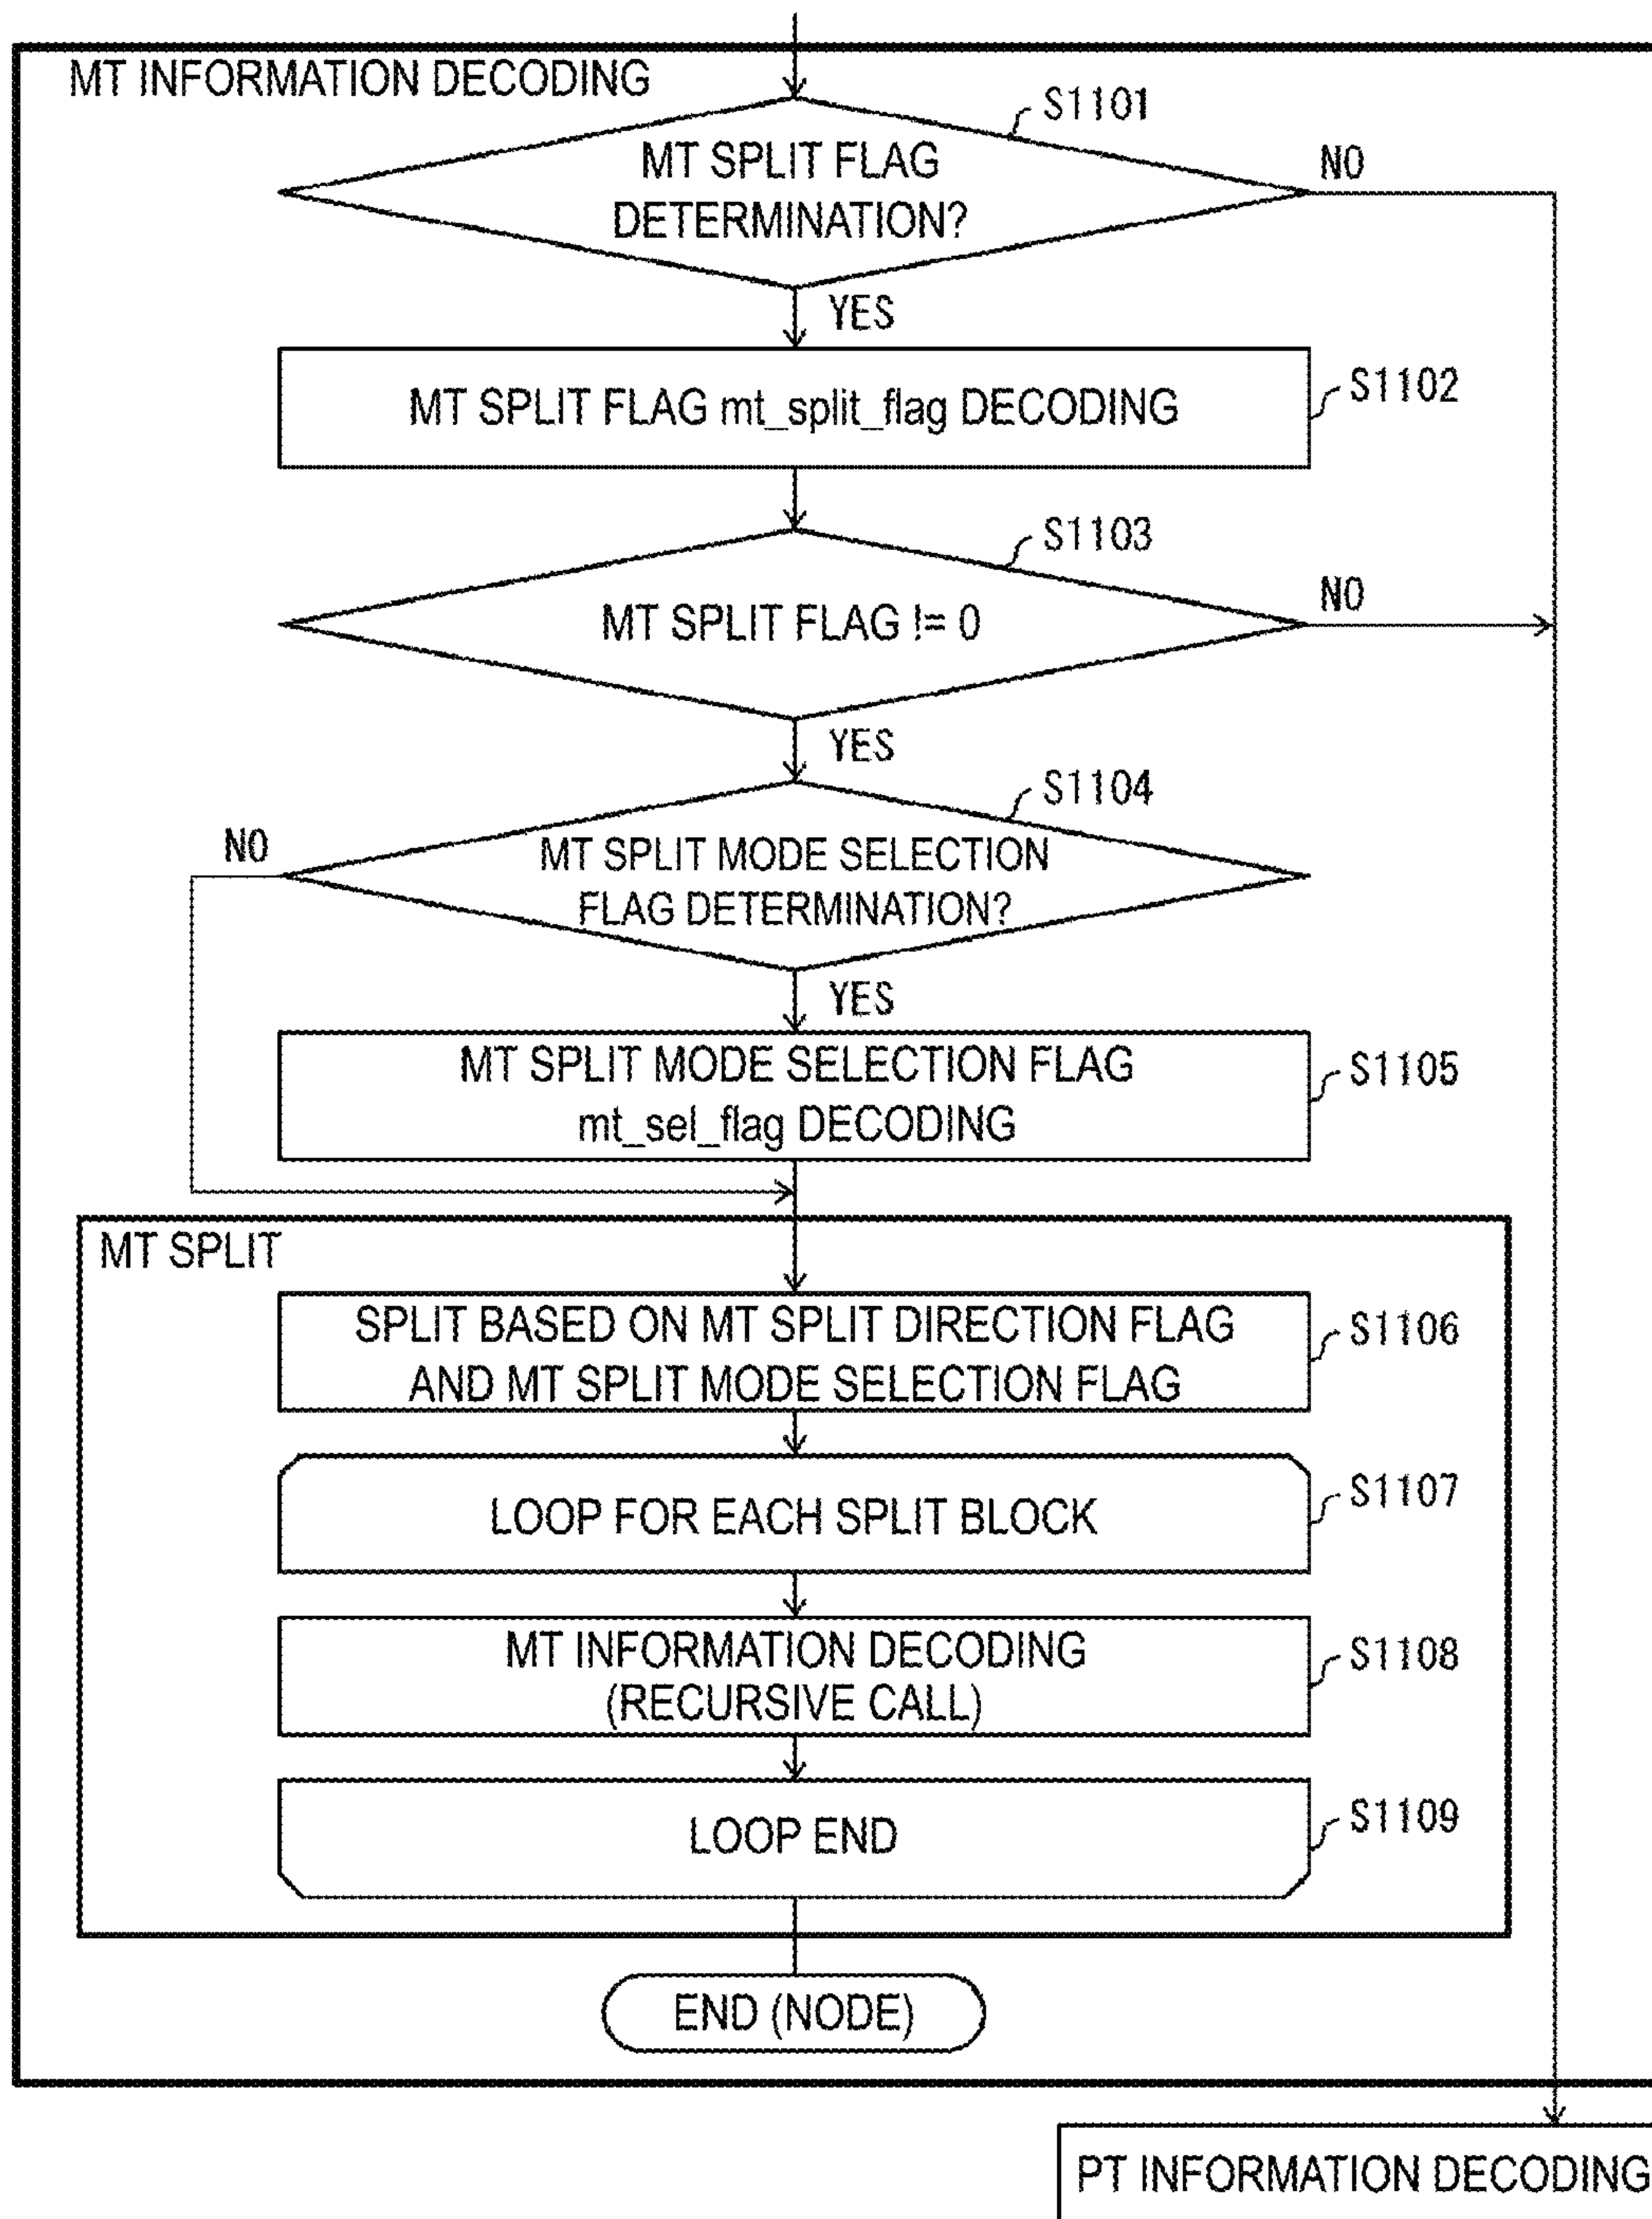 MT INFORMATION DECODING
S1101
MT SPLIT FLAG
DETERMINATION?
NO
YES
MT SPLIT FLAG mt_split_flag DECODING
S1102
S1103
MT SPLIT FLAG != 0
NO
YES
S1104
NO
MT SPLIT MODE SELECTION
FLAG DETERMINATION?
YES
MT SPLIT MODE SELECTION FLAG
mt_sel_flag DECODING
S1105
MT SPLIT
SPLIT BASED ON MT SPLIT DIRECTION FLAG
AND MT SPLIT MODE SELECTION FLAG
S1106
LOOP FOR EACH SPLIT BLOCK
S1107
MT INFORMATION DECODING
(RECURSIVE CALL)
S1108
LOOP END
S1109
END (NODE)
PT INFORMATION DECODING